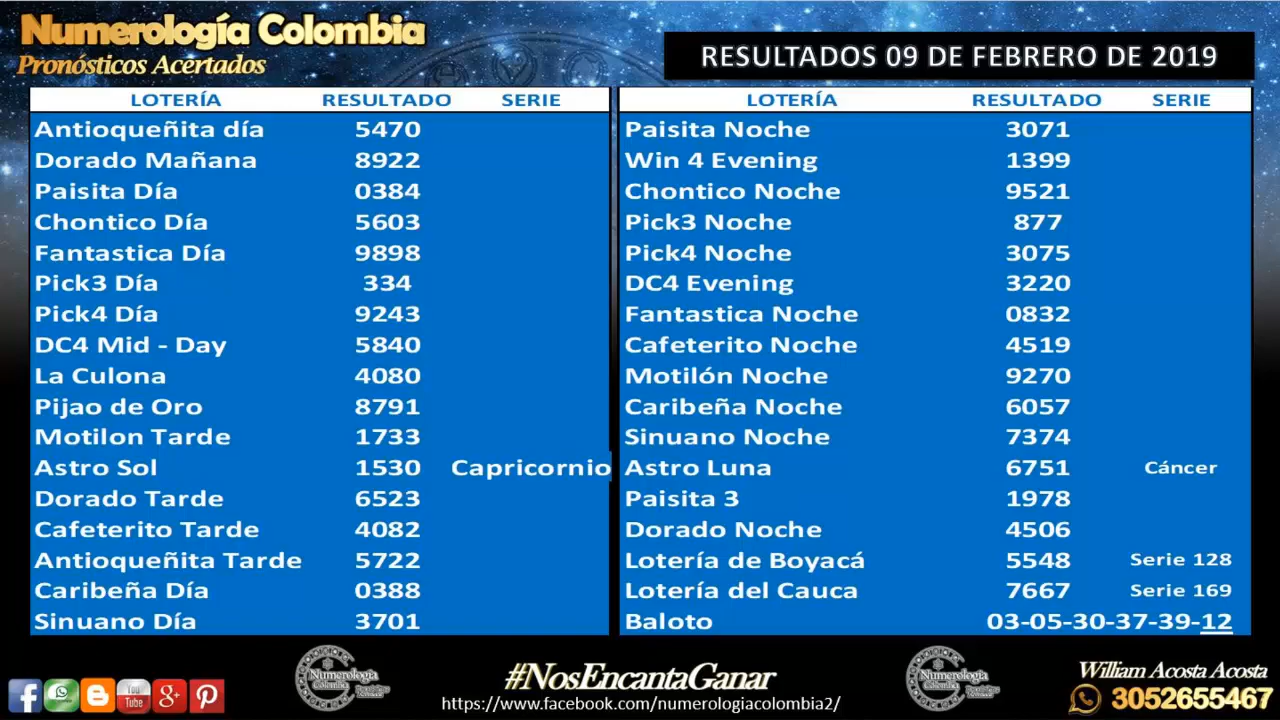 Numerología Colombia
Pronósticos Acertados
RESULTADOS 09 DE FEBRERO DE 2019
LOTERÍA RESULTADO SERIE
Antioqueñita día 5470
Dorado Mañana 8922
Paisita Día 0384
Chontico Día 5603
Fantastica Día 9898
Pick3 Día 334
Pick4 Día 9243
DC4 Mid - Day 5840
La Culona 4080
Pijao de Oro 8791
Motilon Tarde 1733
Astro Sol 1530 Capricornio
Dorado Tarde 6523
Cafeterito Tarde 4082
Antioqueñita Tarde 5722
Caribeña Día 0388
Sinuano Día 3701
LOTERÍA RESULTADO SERIE
Paisita Noche 3071
Win 4 Evening 1399
Chontico Noche 9521
Pick3 Noche 877
Pick4 Noche 3075
DC4 Evening 3220
Fantastica Noche 0832
Cafeterito Noche 4519
Motilón Noche 9270
Caribeña Noche 6057
Sinuano Noche 7374
Astro Luna 6751 Cáncer
Paisita 3 1978
Dorado Noche 4506
Lotería de Boyacá 5548 Serie 128
Lotería del Cauca 7667 Serie 169
Baloto 03-05-30-37-39-12
You
Tube
g+
Numerología
Colombia
#NosEncantaGanar
https://www.facebook.com/numerologiacolombia2/
Numerología
Colombia
William Acosta Acosta
3052655467